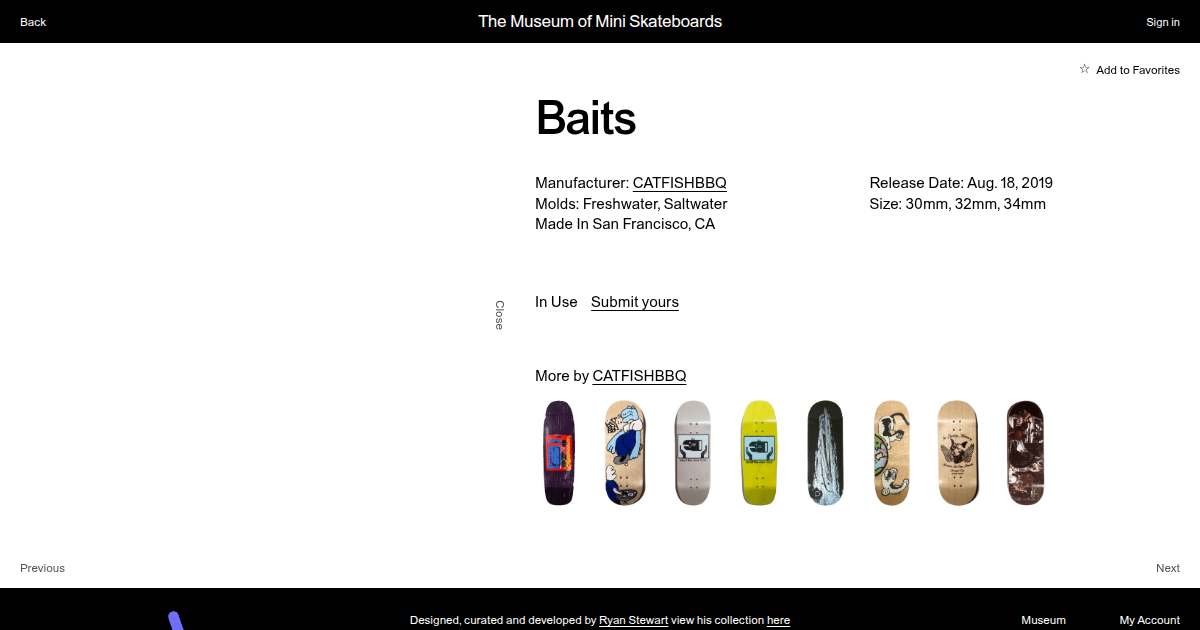 Back
The Museum of Mini Skateboards
Sign in
☆ Add to Favorites
Baits
Manufacturer: CATFISHBBQ
Molds: Freshwater, Saltwater
Made In San Francisco, CA
Release Date: Aug. 18, 2019
Size: 30mm, 32mm, 34mm
Close
In Use
Submit yours
More by CATFISHBBQ
Previous
Next
Designed, curated and developed by Ryan Stewart view his collection here
Museum
My Account